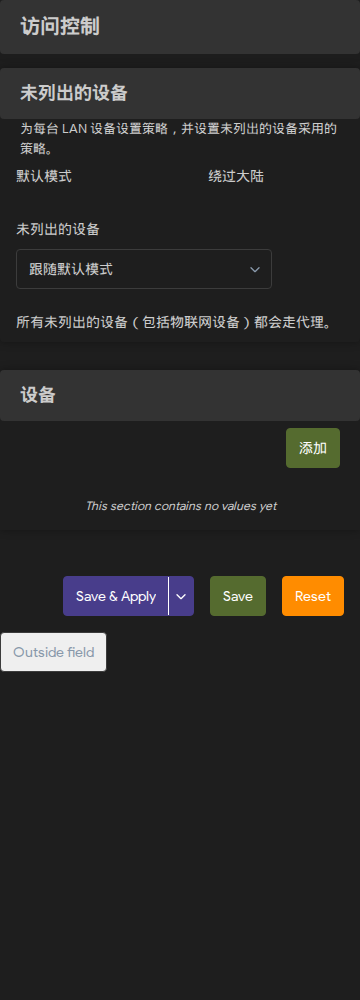 访问控制
未列出的设备
为每台 LAN 设备设置策略，并设置未列出的设备采用的
策略。
默认模式 绕过大陆
未列出的设备
跟随默认模式
所有未列出的设备（包括物联网设备）都会走代理。
设备
添加
This section contains no values yet
Save & Apply Save Reset
Outside field